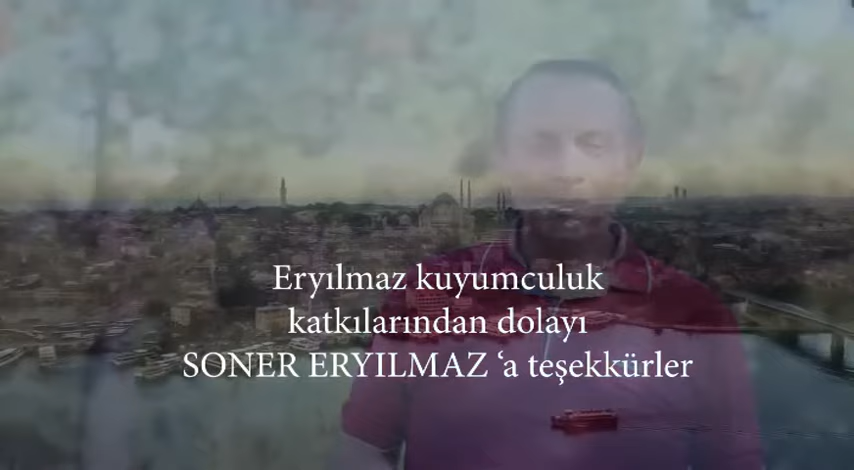 Eryılmaz kuyumculuk
katkılarından dolayı
SONER ERYILMAZ ‘a teşekkürler